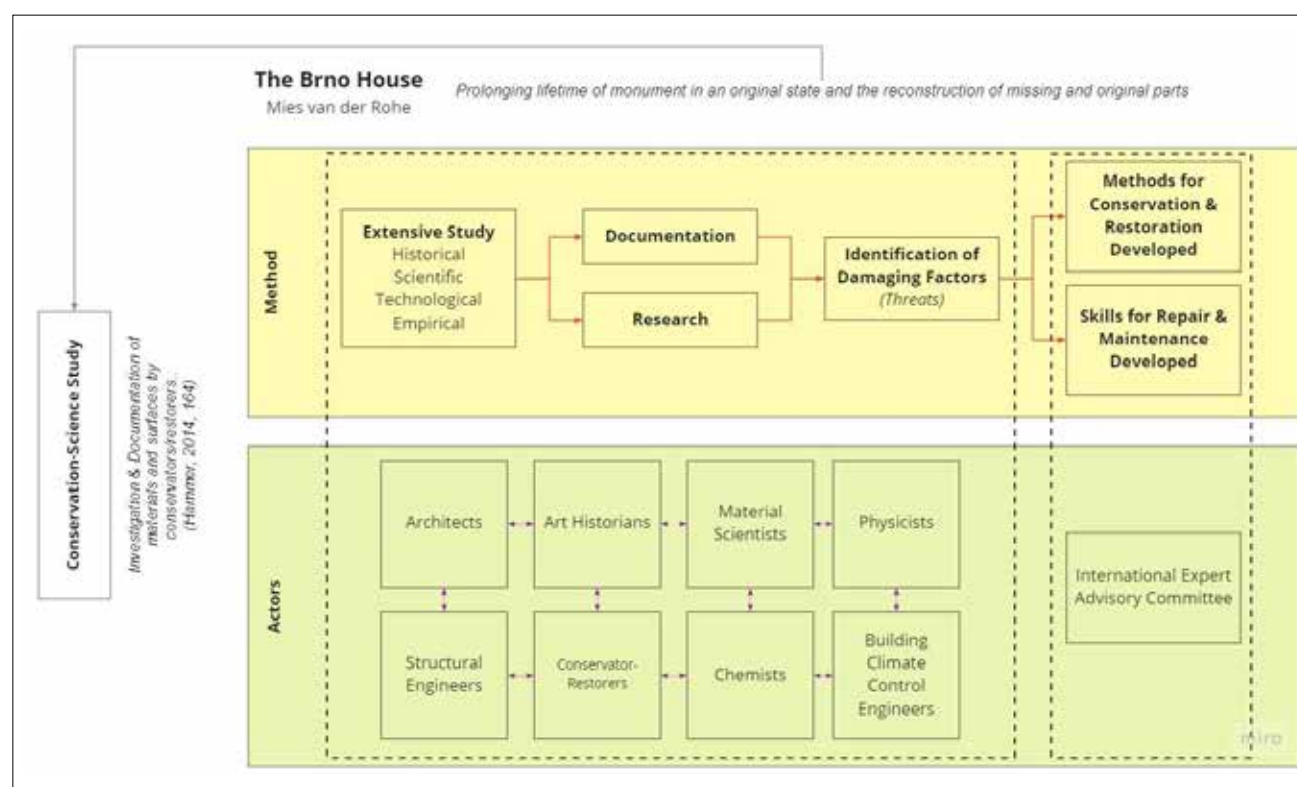 The Brno House
Mies van der Rohe
Prolonging lifetime of monument in an original state and the reconstruction of missing and original parts
Conservation-Science Study
Investigation & Documentation of
materials and surfaces by
conservators/restorers..
(Hammer, 2014, 164)
Method
Extensive Study
Historical
Scientific
Technological
Empirical
Documentation
Research
Identification of
Damaging Factors
(Threats)
Methods for
Conservation &
Restoration
Developed
Skills for Repair &
Maintenance
Developed
Actors
Architects
Art Historians
Material
Scientists
Physicists
Structural
Engineers
Conservator-
Restorers
Chemists
Building
Climate
Control
Engineers
International Expert
Advisory Committee
miro